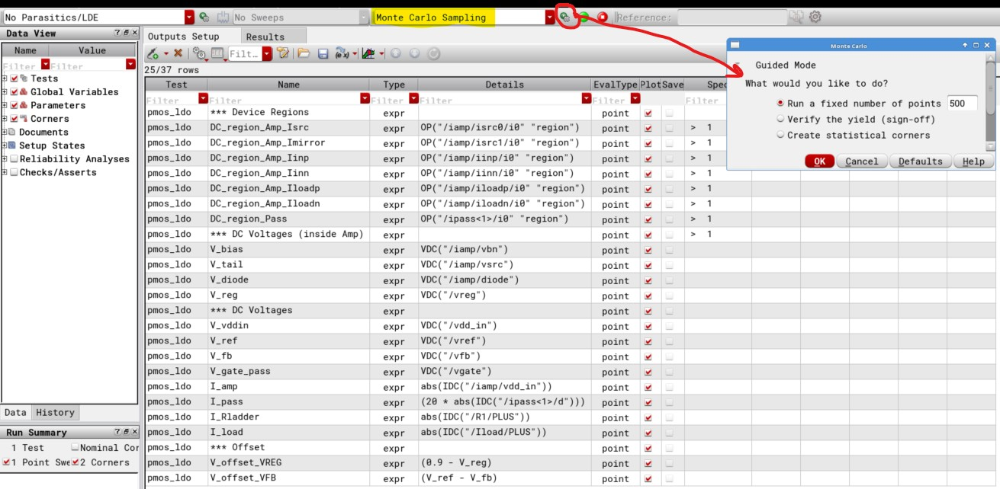 No Parasitics/LDE No Sweeps Monte Carlo Sampling Reference:
Data View
Name Value
Filter Filter
Tests
Global Variables
Parameters
Corners
Documents
Setup States
Reliability Analyses
Checks/Asserts
Data History
Run Summary
1 Test Nominal Cor
1 Point Swe 2 Corners
Outputs Setup Results
Filt…
25/37 rows
Test Name Type Details EvalType Plot Save Spec
Filter Filter Filter Filter Filter Filter
pmos_ldo *** Device Regions expr point
pmos_ldo DC_region_Amp_Isrc expr OP("/iamp/isrc0/i0" "region") point > 1
pmos_ldo DC_region_Amp_Imirror expr OP("/iamp/isrc1/i0" "region") point > 1
pmos_ldo DC_region_Amp_Iinp expr OP("/iamp/iinp/i0" "region") point > 1
pmos_ldo DC_region_Amp_Iinn expr OP("/iamp/iinn/i0" "region") point > 1
pmos_ldo DC_region_Amp_Iloadp expr OP("/iamp/iloadp/i0" "region") point > 1
pmos_ldo DC_region_Amp_Iloadn expr OP("/iamp/iloadn/i0" "region") point > 1
pmos_ldo DC_region_Pass expr OP("/ipass<1>/i0" "region") point > 1
pmos_ldo *** DC Voltages (inside Amp) expr point > 1
pmos_ldo V_bias expr VDC("/iamp/vbn") point
pmos_ldo V_tail expr VDC("/iamp/vsrc") point
pmos_ldo V_diode expr VDC("/iamp/diode") point
pmos_ldo V_reg expr VDC("/vreg") point
pmos_ldo *** DC Voltages expr point
pmos_ldo V_vddin expr VDC("/vdd_in") point
pmos_ldo V_ref expr VDC("/vref") point
pmos_ldo V_fb expr VDC("/vfb") point
pmos_ldo V_gate_pass expr VDC("/vgate") point
pmos_ldo I_amp expr abs(IDC("/iamp/vdd_in")) point
pmos_ldo I_pass expr (20 * abs(IDC("/ipass<1>/d"))) point
pmos_ldo I_Rladder expr abs(IDC("/R1/PLUS")) point
pmos_ldo I_load expr abs(IDC("/Iload/PLUS")) point
pmos_ldo *** Offset expr point
pmos_ldo V_offset_VREG expr (0.9 - V_reg) point
pmos_ldo V_offset_VFB expr (V_ref - V_fb) point
Monte Carlo
Guided Mode
What would you like to do?
Run a fixed number of points 500
Verify the yield (sign-off)
Create statistical corners
OK Cancel Defaults Help